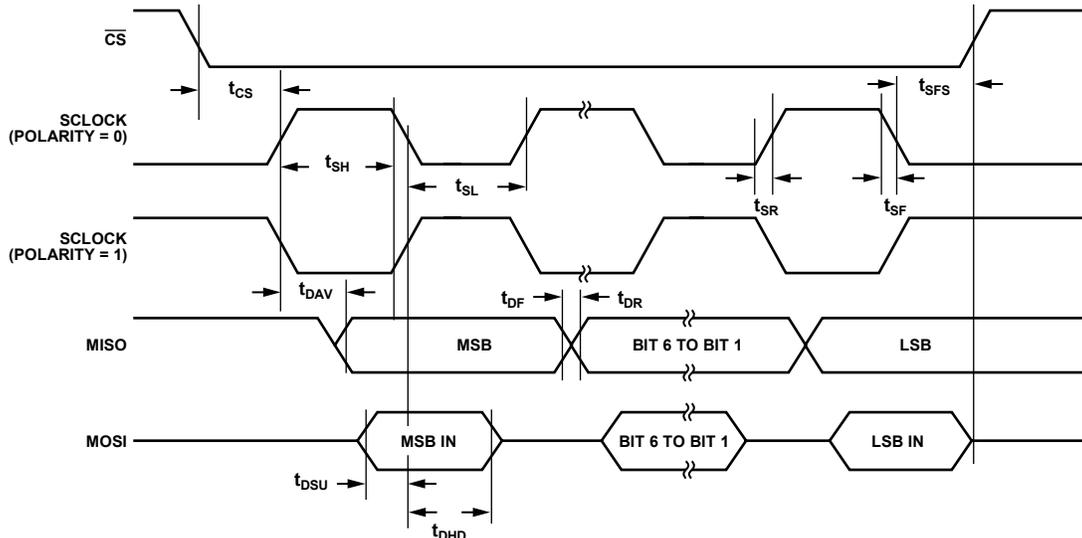 CS
tCS
tSFS
SCLOCK
(POLARITY = 0)
tSH
tSL
tSR
tSF
SCLOCK
(POLARITY = 1)
tDAV
tDF
tDR
MISO
MSB
BIT 6 TO BIT 1
LSB
MOSI
MSB IN
BIT 6 TO BIT 1
LSB IN
tDSU
tDHD